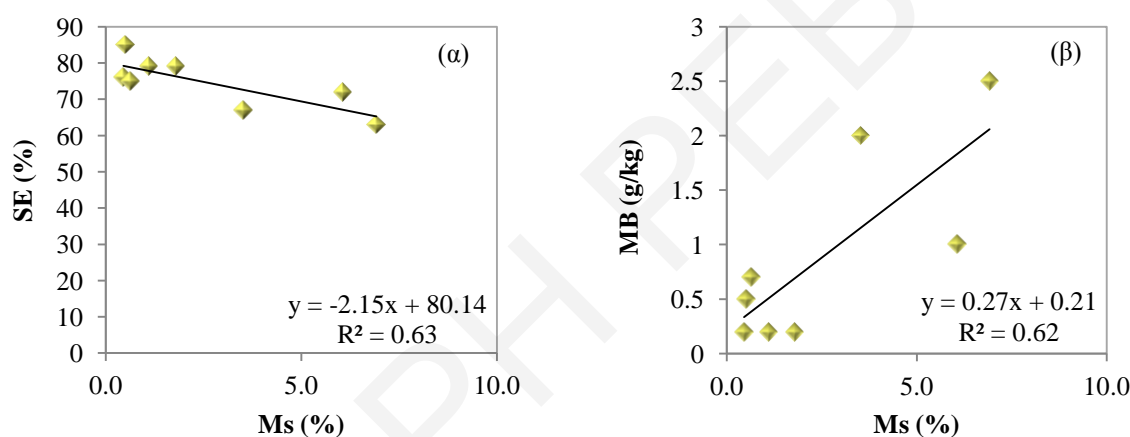 90
80
70
60
50
40
30
20
10
0
SE (%)
(α)
y = -2.15x + 80.14
R² = 0.63
0.0 5.0 10.0
Ms (%)
3
2.5
2
1.5
1
0.5
0
MB (g/kg)
(β)
y = 0.27x + 0.21
R² = 0.62
0.0 5.0 10.0
Ms (%)
PH PEB